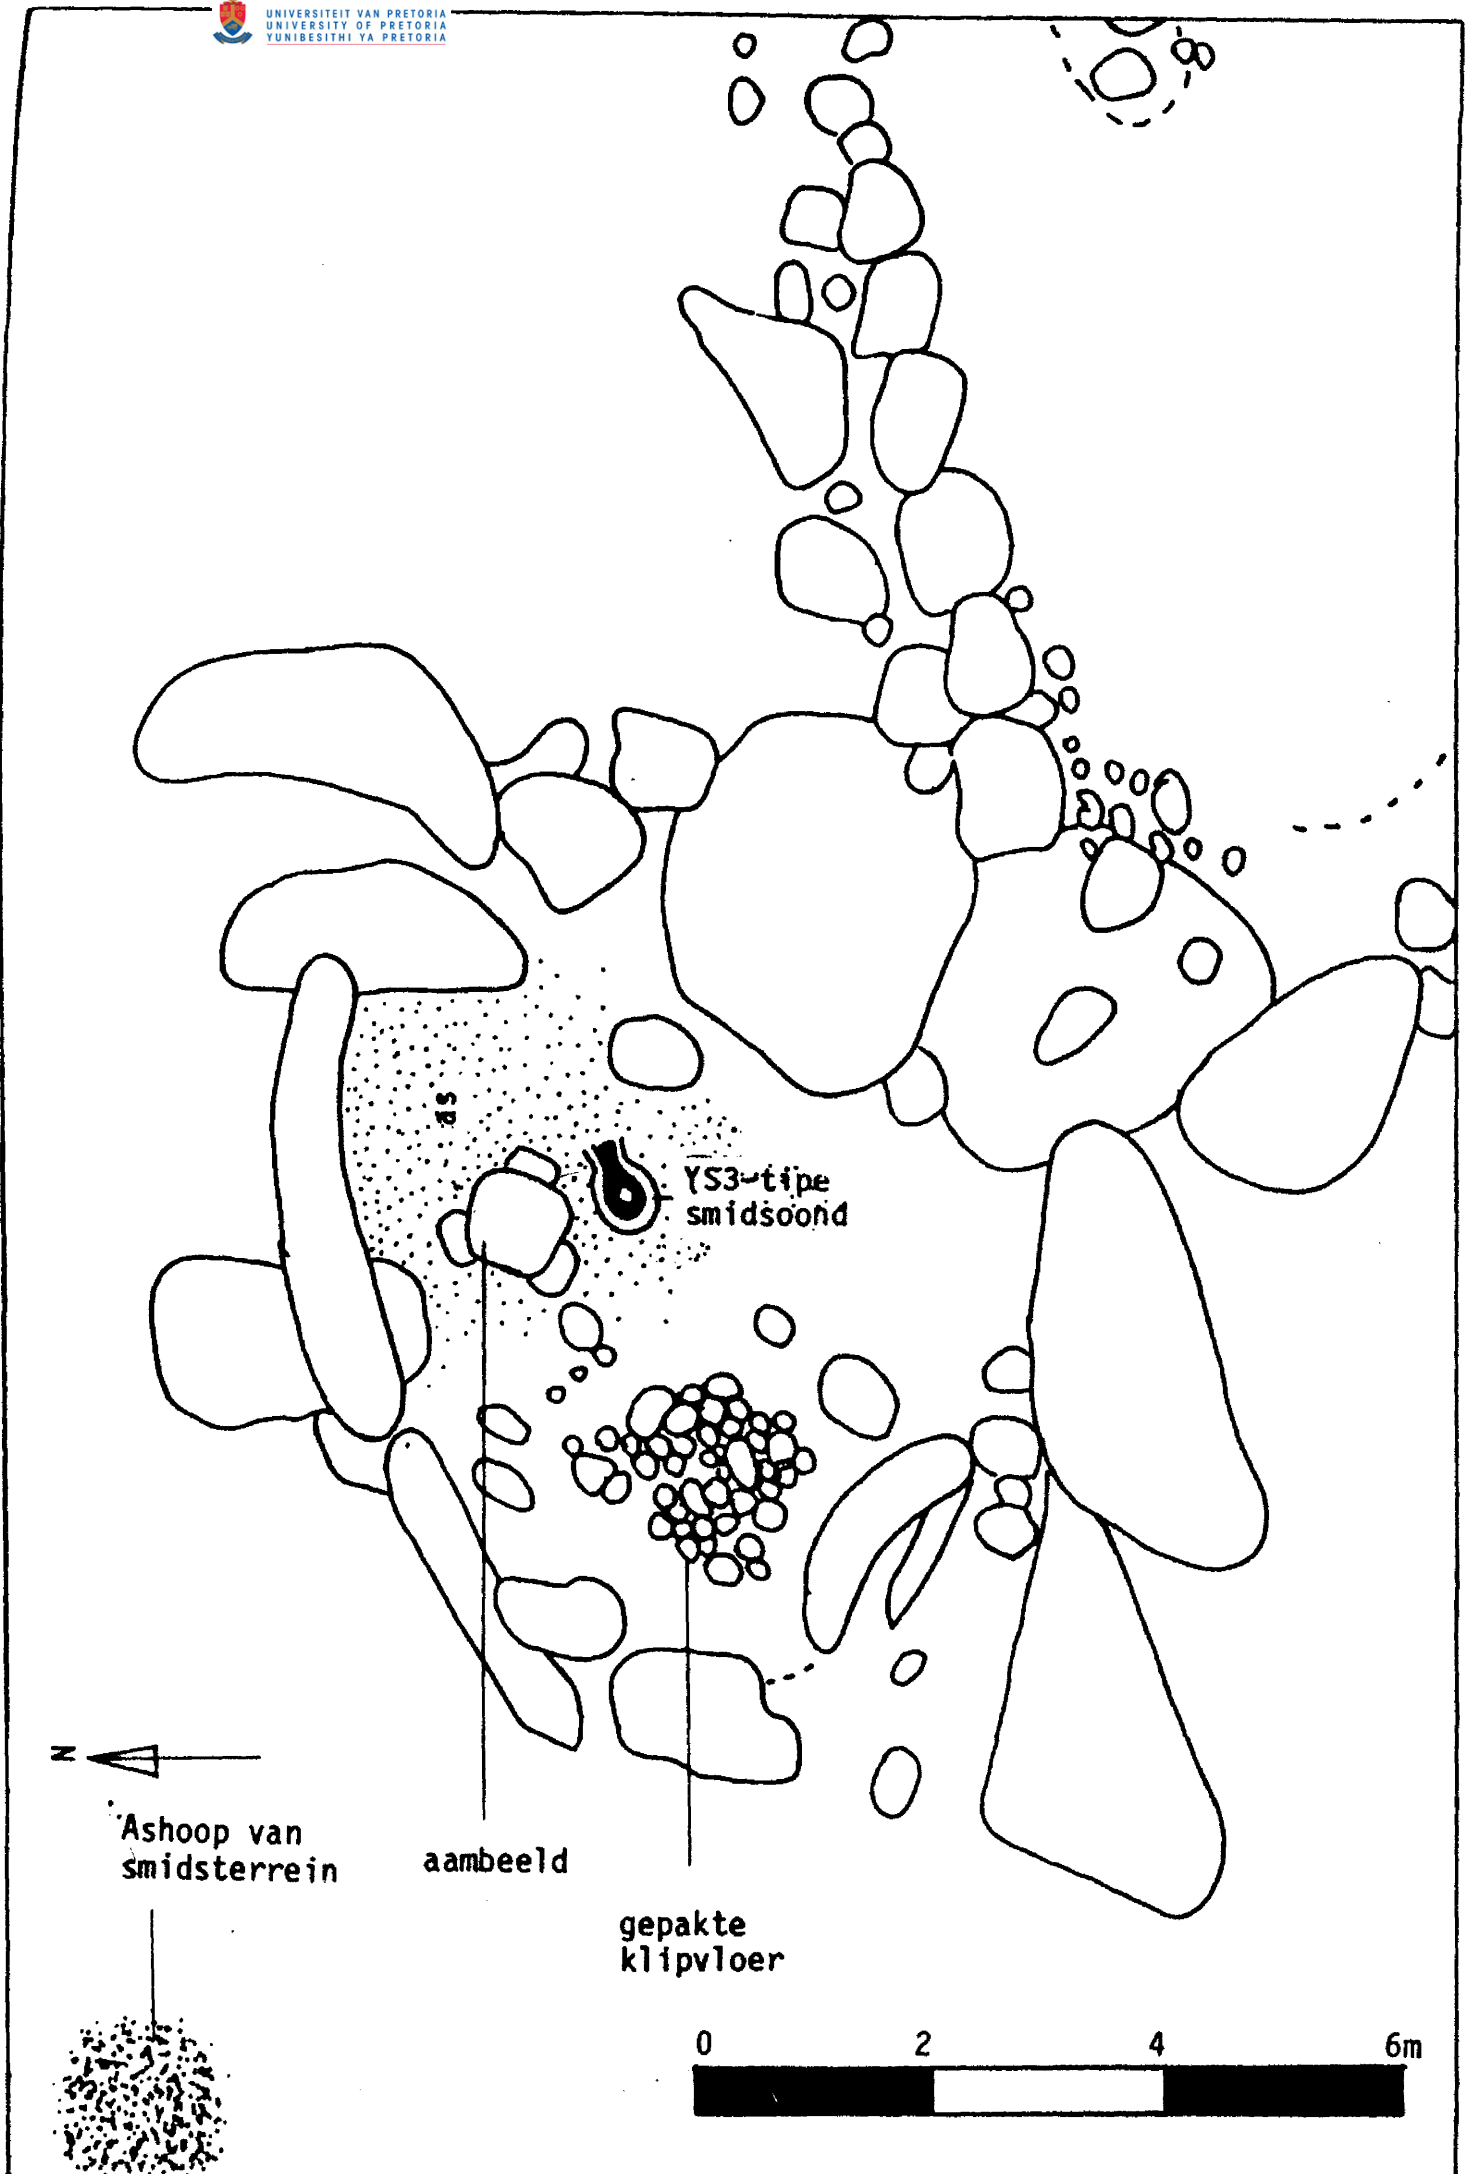 UNIVERSITEIT VAN PRETORIA
UNIVERSITY OF PRETORIA
YUNIBESITHI YA PRETORIA
as
YS3-tipe
smidsoond
N
Ashoop van
smidsterrein
aambeeld
gepakte
klipvloer
0 2 4 6m